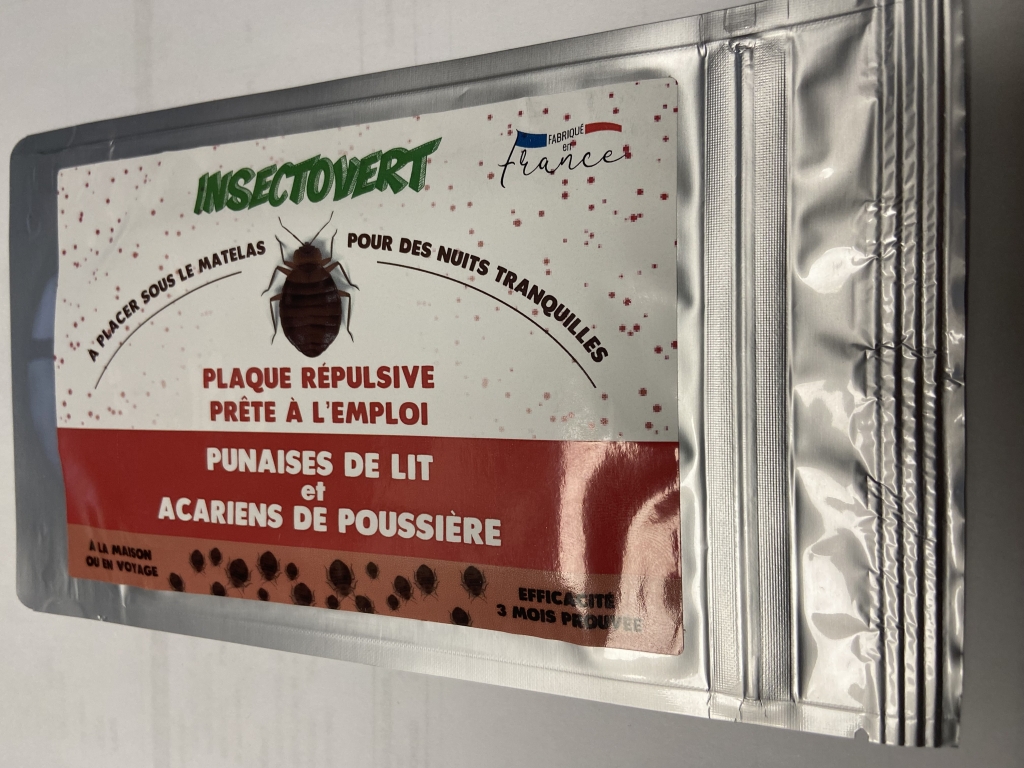 INSECTOVERT
FABRIQUÉ
en
France
À PLACER SOUS LE MATELAS
POUR DES NUITS TRANQUILLES
PLAQUE RÉPULSIVE
PRÊTE À L'EMPLOI
PUNAISES DE LIT
et
ACARIENS DE POUSSIÈRE
À LA MAISON
OU EN VOYAGE
EFFICACITÉ
3 MOIS PROUVÉE